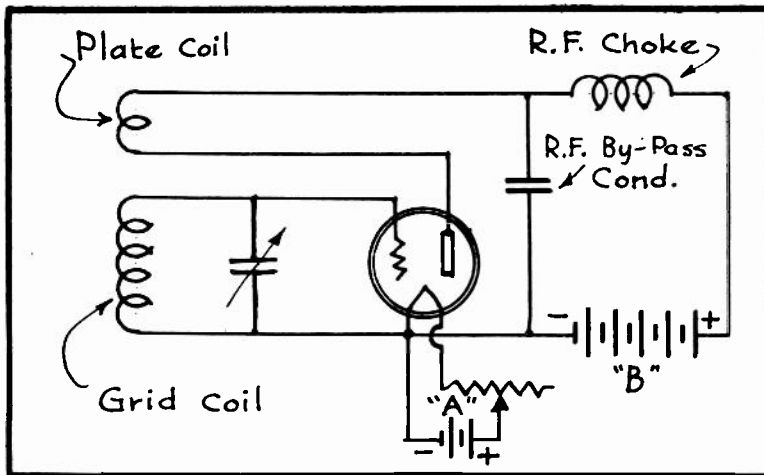 Plate Coil
R.F. Choke
R.F. By-Pass
Cond.
- +
"B"
Grid Coil
"A"
- +